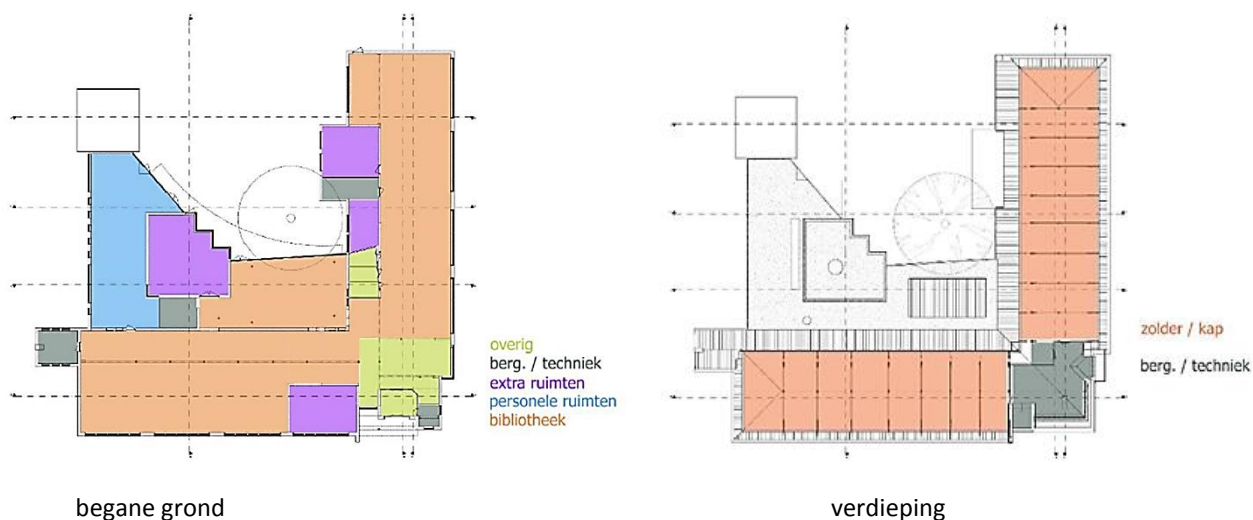 overig
berg. / techniek
extra ruimten
personele ruimten
bibliotheek
zolder / kap
berg. / techniek
begane grond
verdieping